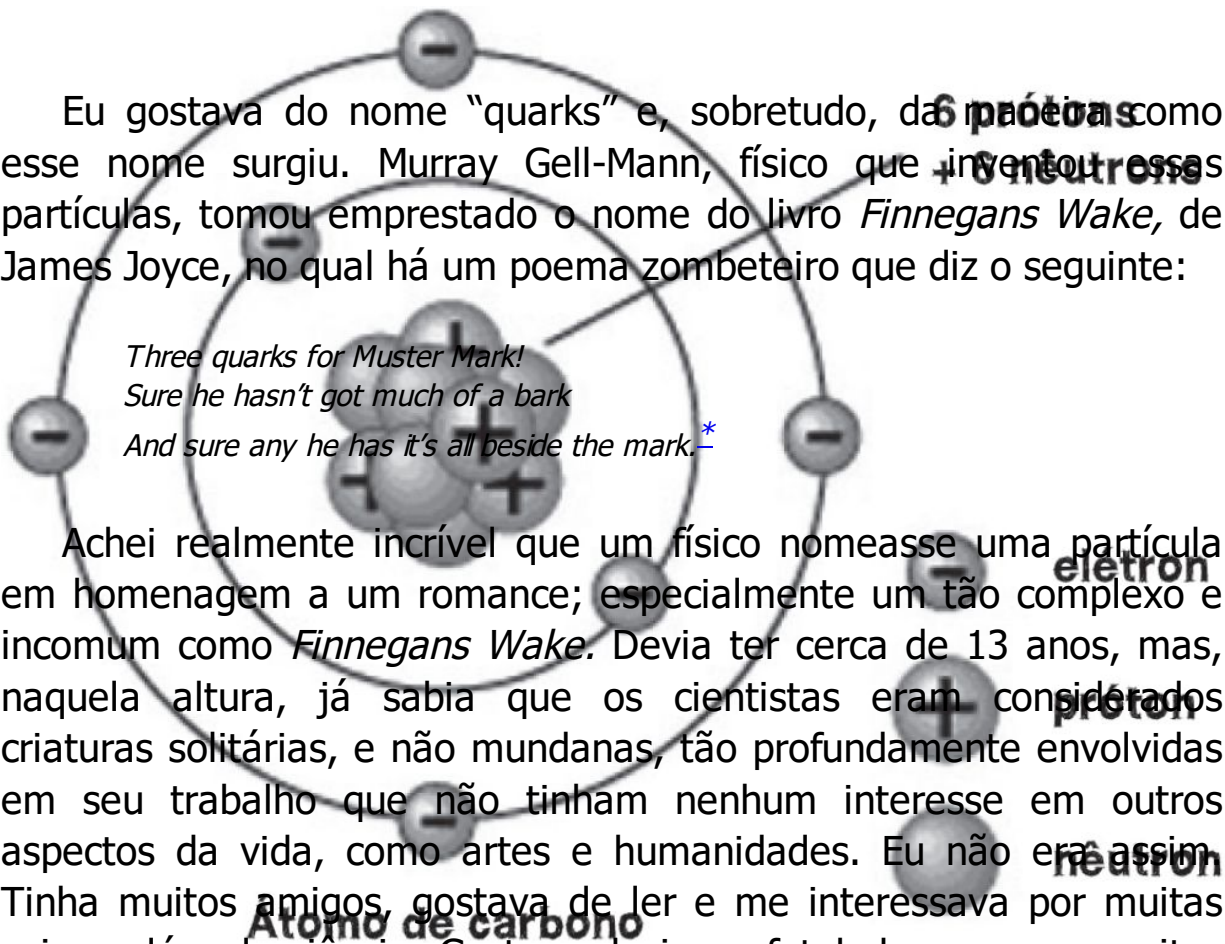 Eu gostava do nome “quarks” e, sobretudo, da maneira como
esse nome surgiu. Murray Gell-Mann, físico que inventou essas
partículas, tomou emprestado o nome do livro Finnegans Wake, de
James Joyce, no qual há um poema zombeteiro que diz o seguinte:
Three quarks for Muster Mark!
Sure he hasn’t got much of a bark
And sure any he has it’s all beside the mark.*
Achei realmente incrível que um físico nomeasse uma partícula
em homenagem a um romance; especialmente um tão complexo e
incomum como Finnegans Wake. Devia ter cerca de 13 anos, mas,
naquela altura, já sabia que os cientistas eram considerados
criaturas solitárias, e não mundanas, tão profundamente envolvidas
em seu trabalho que não tinham nenhum interesse em outros
aspectos da vida, como artes e humanidades. Eu não era assim.
Tinha muitos amigos, gostava de ler e me interessava por muitas
6 prótons
+ 6 nêutrons
elétron
próton
nêutron
Átomo de carbono